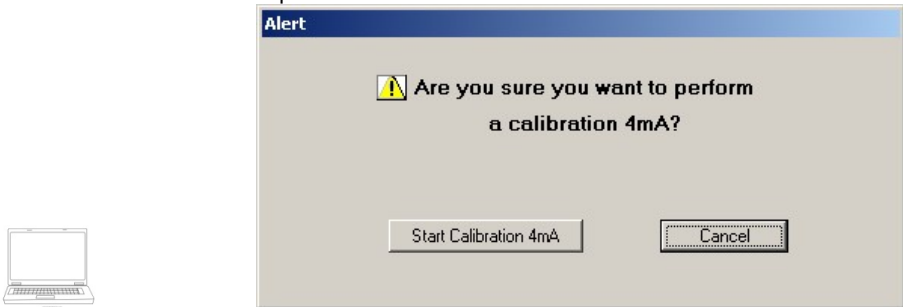 Alert
Are you sure you want to perform
a calibration 4mA?
Start Calibration 4mA
Cancel